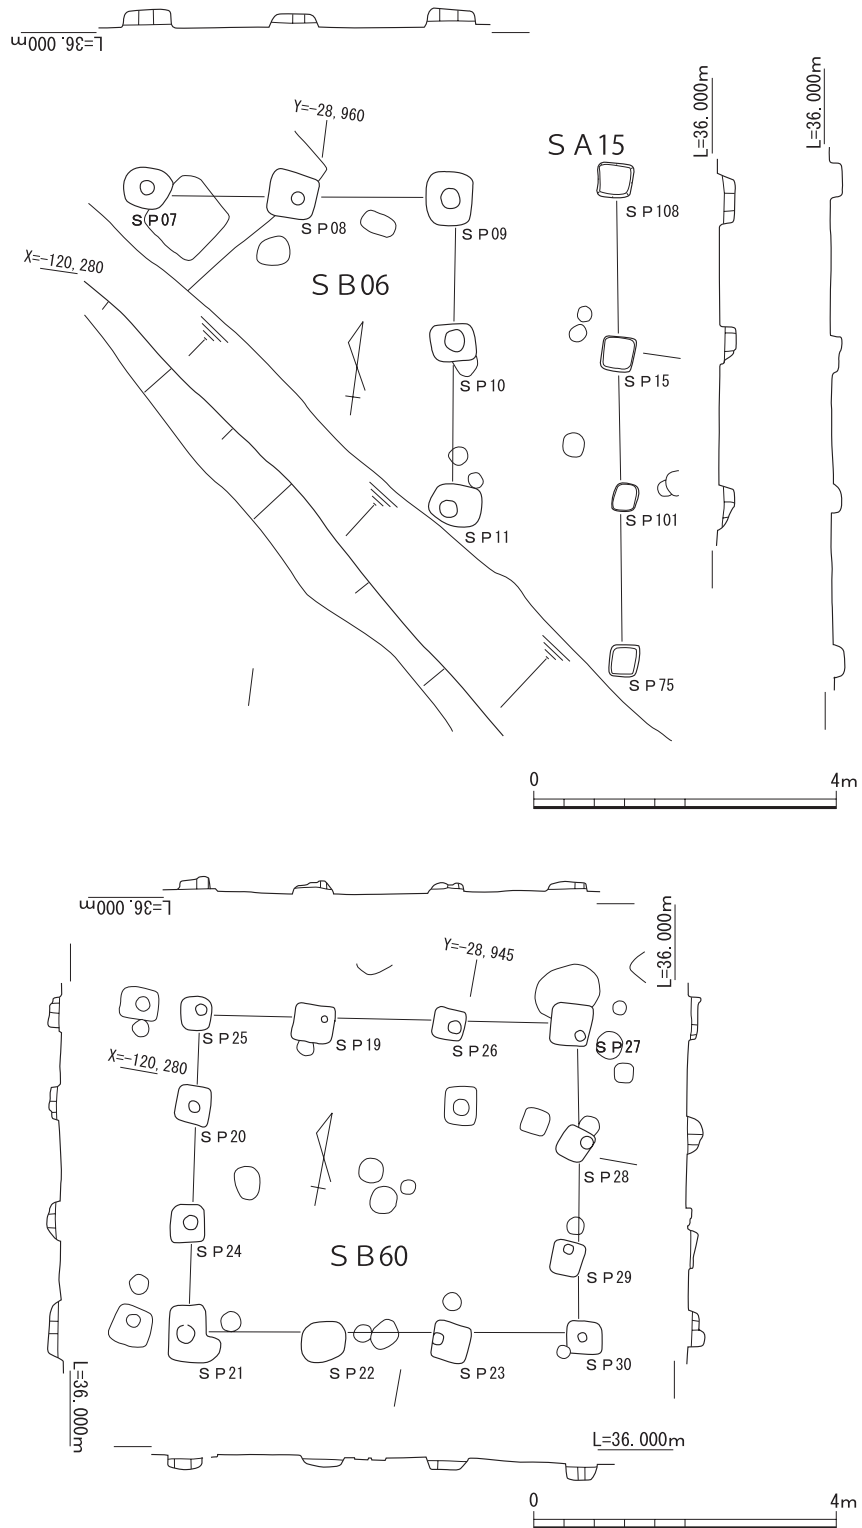 L=36.000m
Y=-28,960
SA15
L=36.000m
L=36.000m
SP07
SP08
SP09
SP108
X=-120,280
SB06
SP10
SP15
SP11
SP101
SP75
0 4m
L=36.000m
Y=-28,945
L=36.000m
SP25
SP19
SP26
SP27
X=-120,280
SP20
SP28
SP24
SB60
SP29
SP21
SP22
SP23
SP30
L=36.000m
L=36.000m
0 4m